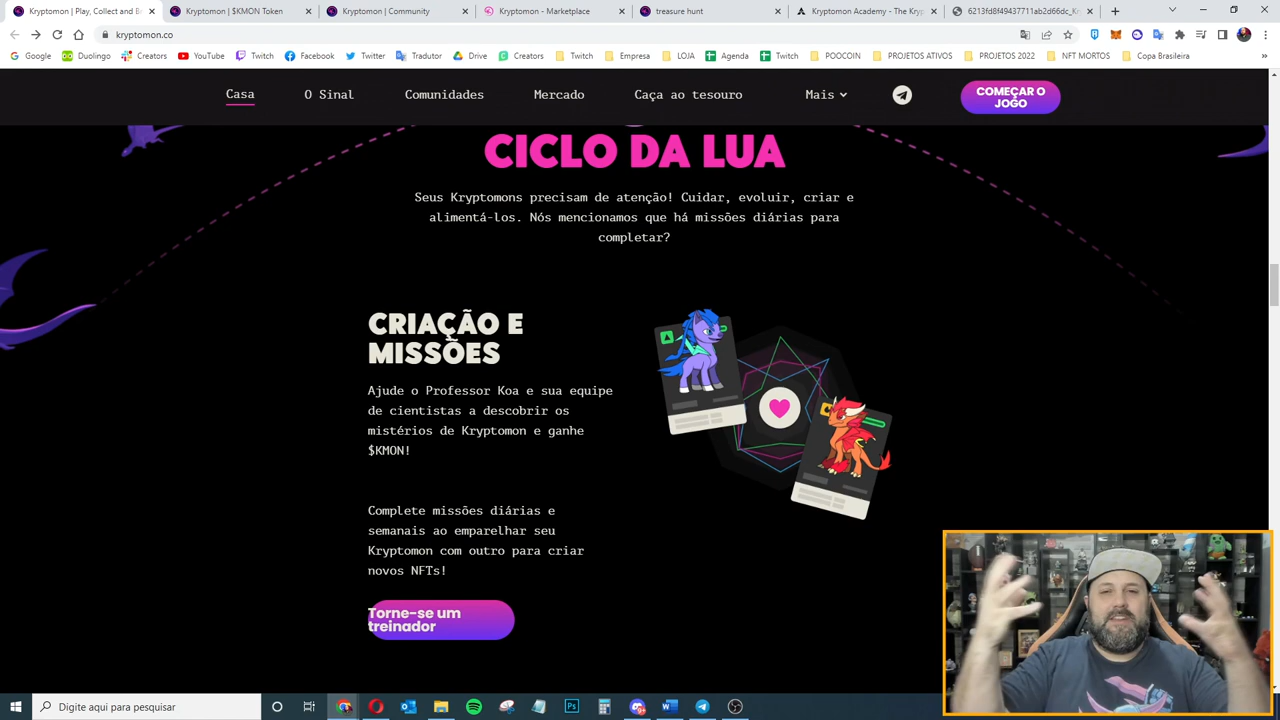 Kryptomon | Play, Collect and Br
Kryptomon | $KMON Token
Kryptomon | Community
Kryptomon - Marketplace
treasure hunt
Kryptomon Academy - The Kryp
6213fd8f49437711ab2d66dc_K
kryptomon.co
Google
Duolingo
Creators
YouTube
Twitch
Facebook
Twitter
Tradutor
Drive
Creators
Twitch
Empresa
LOJA
Agenda
Twitch
POOCOIN
PROJETOS ATIVOS
PROJETOS 2022
NFT MORTOS
Copa Brasileira
Casa
O Sinal
Comunidades
Mercado
Caça ao tesouro
Mais
COMEÇAR O
JOGO
CICLO DA LUA
Seus Kryptomons precisam de atenção! Cuidar, evoluir, criar e
alimentá-los. Nós mencionamos que há missões diárias para
completar?
CRIAÇÃO E
MISSÕES
Ajude o Professor Koa e sua equipe
de cientistas a descobrir os
mistérios de Kryptomon e ganhe
$KMON!
Complete missões diárias e
semanais ao emparelhar seu
Kryptomon com outro para criar
novos NFTs!
Torne-se um
treinador
Digite aqui para pesquisar